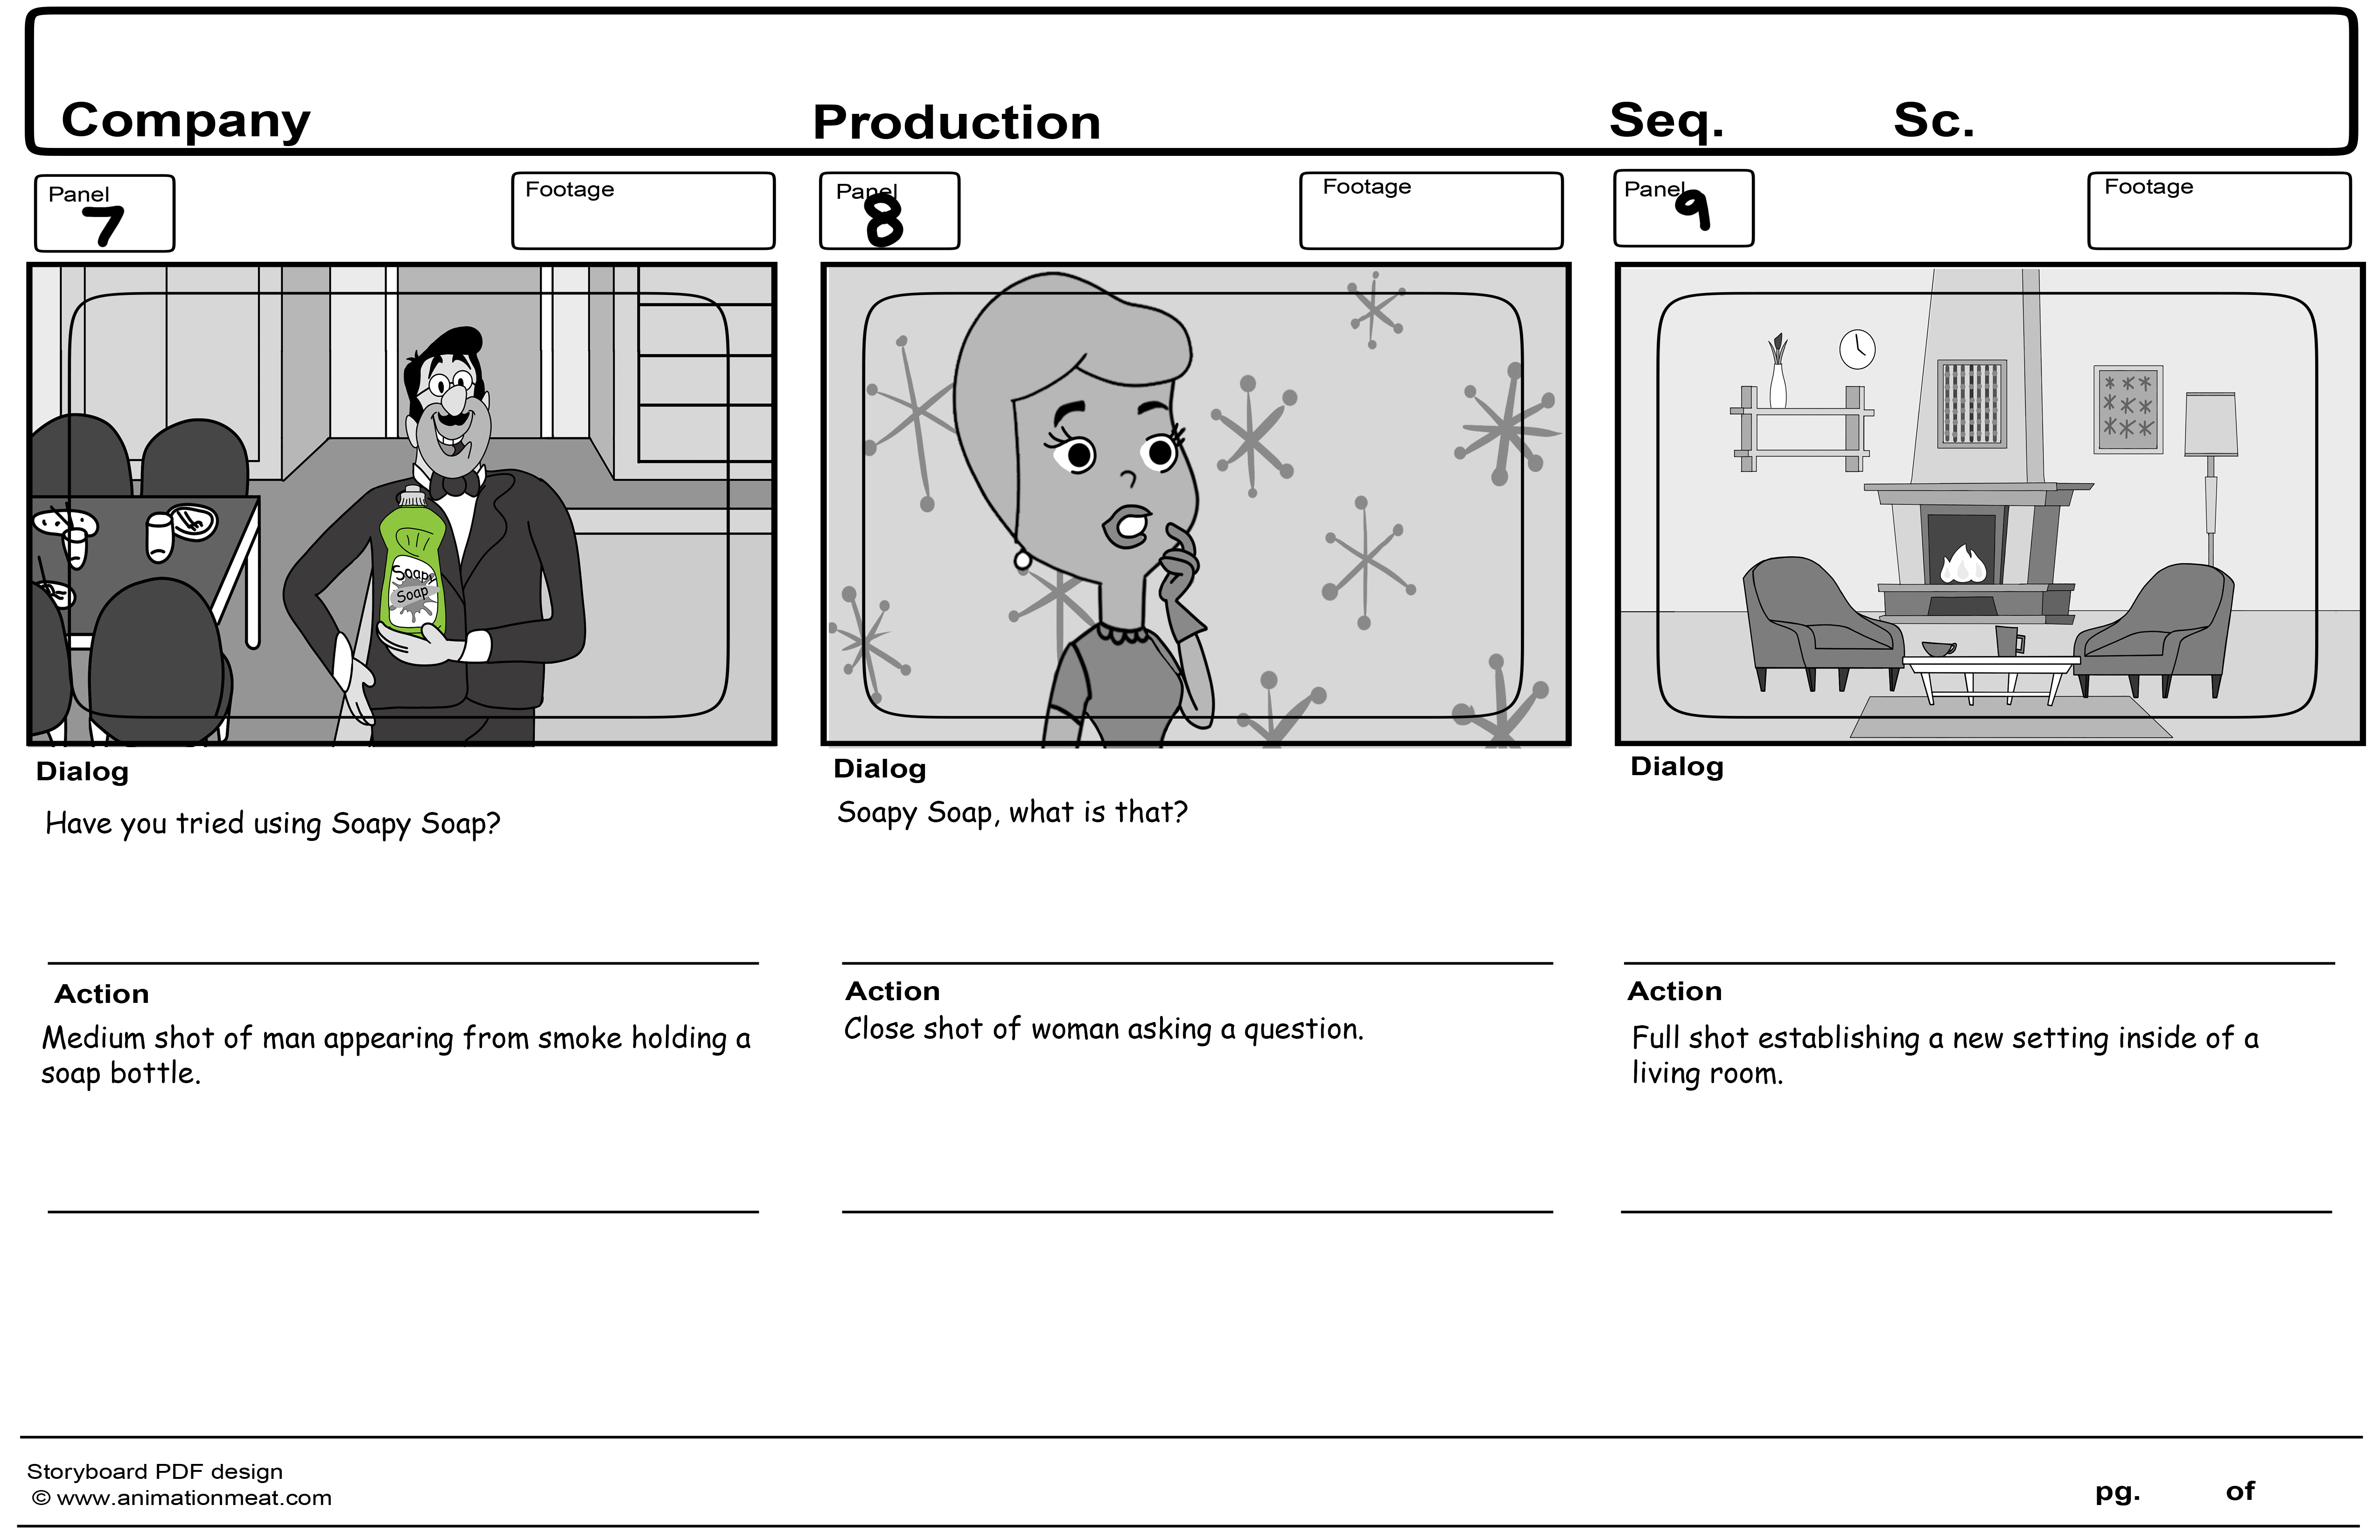 Company Production Seq. Sc.
Panel 7 Footage
Panel 8 Footage
Panel 9 Footage
Soapy
Soap
Dialog
Have you tried using Soapy Soap?
Action
Medium shot of man appearing from smoke holding a
soap bottle.
Dialog
Soapy Soap, what is that?
Action
Close shot of woman asking a question.
Dialog
Action
Full shot establishing a new setting inside of a
living room.
Storyboard PDF design
© www.animationmeat.com
pg. of